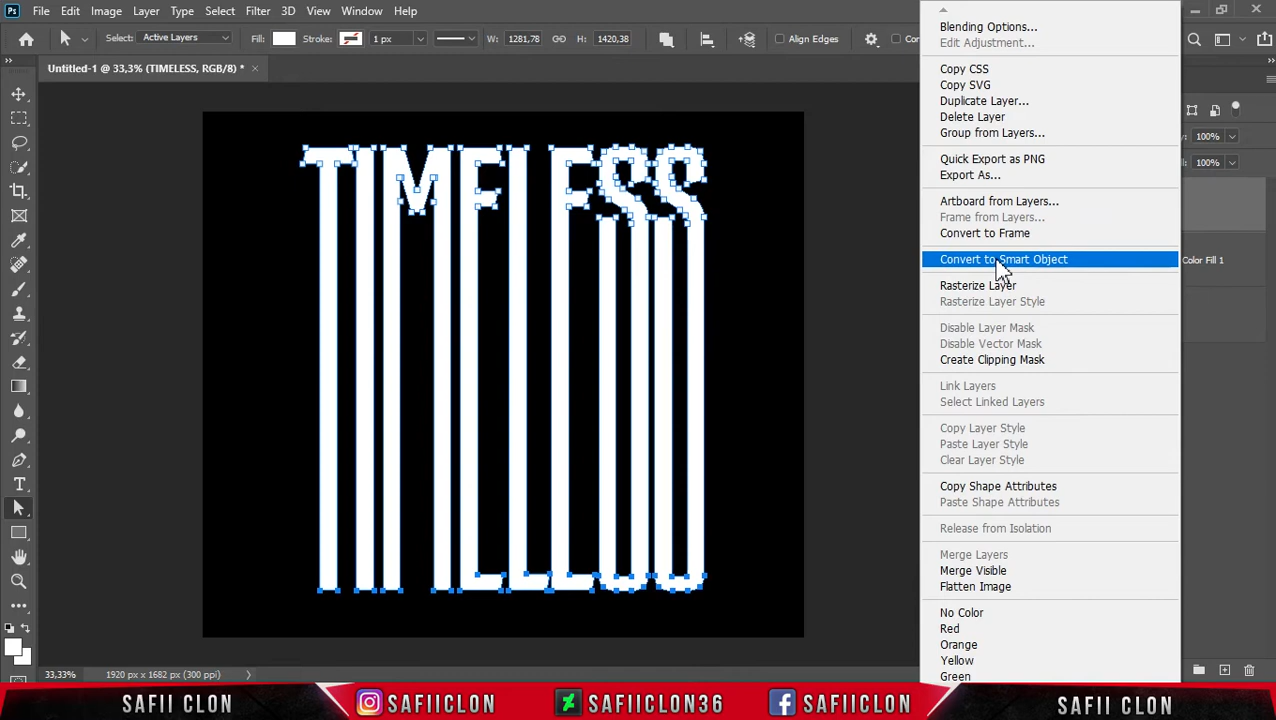 Ps File Edit Image Layer Type Select Filter 3D View Window Help
Select: Active Layers Fill: Stroke: 1 px W: 1281,78 H: 1420,38 Align Edges Con
Untitled-1 @ 33,3% (TIMELESS, RGB/8) * ×
TIMELESS
Blending Options...
Edit Adjustment...
Copy CSS
Copy SVG
Duplicate Layer...
Delete Layer
Group from Layers...
Quick Export as PNG
Export As...
Artboard from Layers...
Frame from Layers...
Convert to Frame
Convert to Smart Object
Rasterize Layer
Rasterize Layer Style
Disable Layer Mask
Disable Vector Mask
Create Clipping Mask
Link Layers
Select Linked Layers
Copy Layer Style
Paste Layer Style
Clear Layer Style
Copy Shape Attributes
Paste Shape Attributes
Release from Isolation
Merge Layers
Merge Visible
Flatten Image
No Color
Red
Orange
Yellow
Green
100%
100%
Color Fill 1
33,33% 1920 px x 1682 px (300 ppi)
SAFII CLON SAFIICLON SAFIICLON36 SAFIICLON SAFII CLON